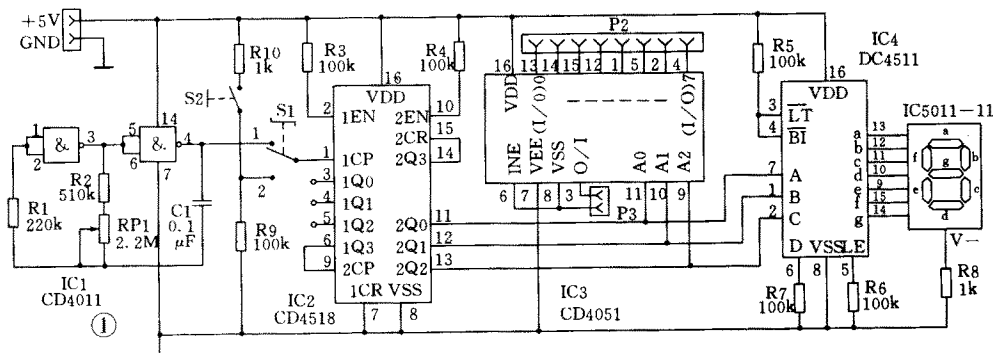 +5V
GND
R10
1k
S2
R3
100k
R4
100k
P2
R5
100k
IC4
DC4511
IC5011-11
1
2
3
&
5
6
&
4
14
7
R2
510k
R1
220k
RP1
2.2M
C1
0.1
μF
IC1
CD4011
①
S1
1
2
R9
100k
16
VDD
2
1EN
2EN
10
2CR
15
1
1CP
2Q3
14
3
1Q0
4
1Q1
5
1Q2
2Q0
11
6
1Q3
2Q1
12
9
2CP
2Q2
13
1CR
VSS
7
8
IC2
CD4518
16
13
14
15
12
1
5
2
4
VDD
(I/O)0
(I/O)7
INE
VEE
VSS
O/I
A0
A1
A2
6
7
8
3
11
10
9
P3
IC3
CD4051
16
VDD
3
LT
4
BI
7
A
1
B
2
C
D
VSS
LE
6
8
5
a
13
b
12
c
11
d
10
e
9
f
15
g
14
a
f
g
b
e
c
d
V-
R7
100k
R6
100k
R8
1k